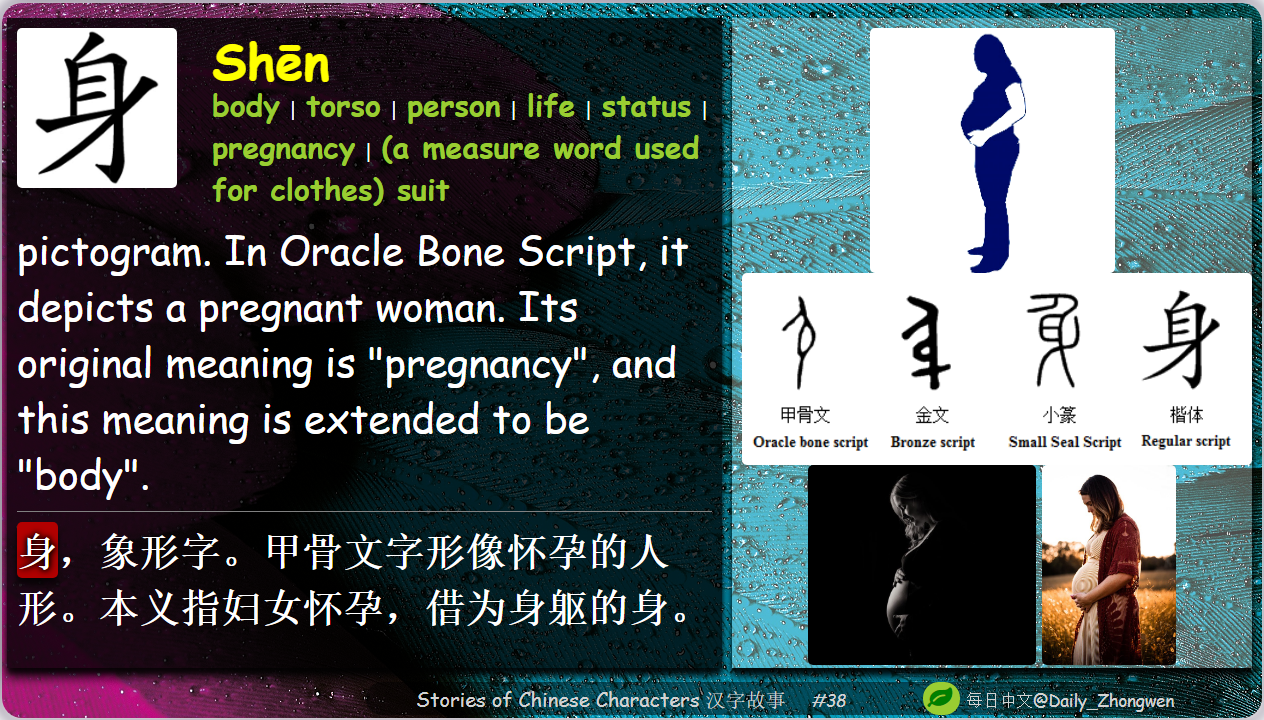 身
Shēn
body | torso | person | life | status |
pregnancy | (a measure word used
for clothes) suit
pictogram. In Oracle Bone Script, it
depicts a pregnant woman. Its
original meaning is "pregnancy", and
this meaning is extended to be
"body".
身，象形字。甲骨文字形像怀孕的人
形。本义指妇女怀孕，借为身躯的身。
身 身 身 身
甲骨文 金文 小篆 楷体
Oracle bone script Bronze script Small Seal Script Regular script
Stories of Chinese Characters 汉字故事 #38
每日中文@Daily_Zhongwen